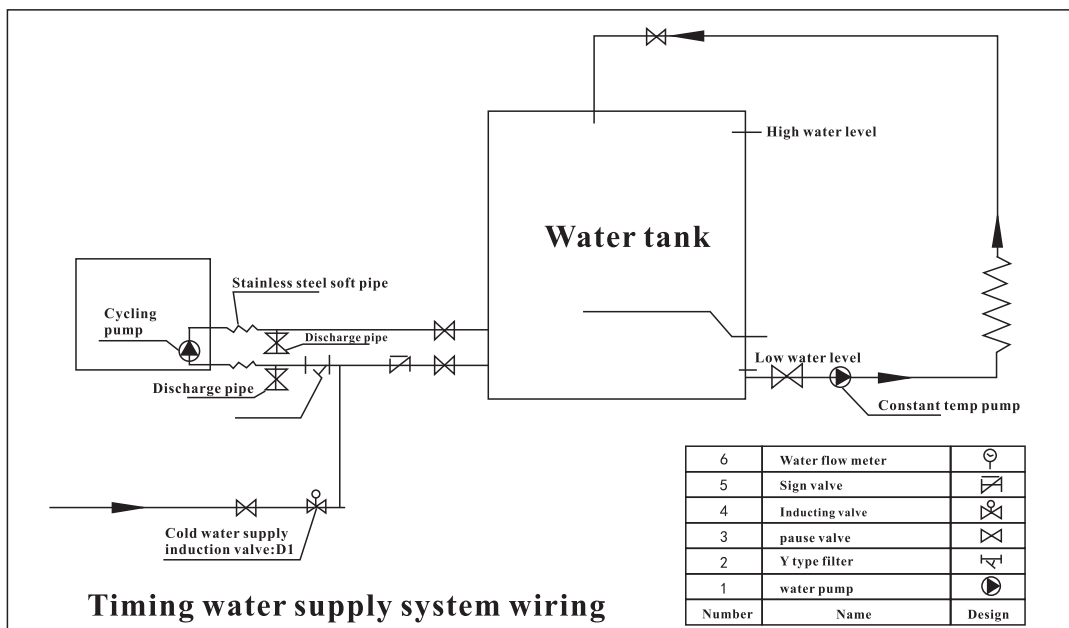 High water level
Water tank
Stainless steel soft pipe
Cycling
pump
Discharge pipe
Discharge pipe
Low water level
Constant temp pump
Cold water supply
induction valve:D1
Timing water supply system wiring
6 Water flow meter
5 Sign valve
4 Inducting valve
3 pause valve
2 Y type filter
1 water pump
Number Name Design